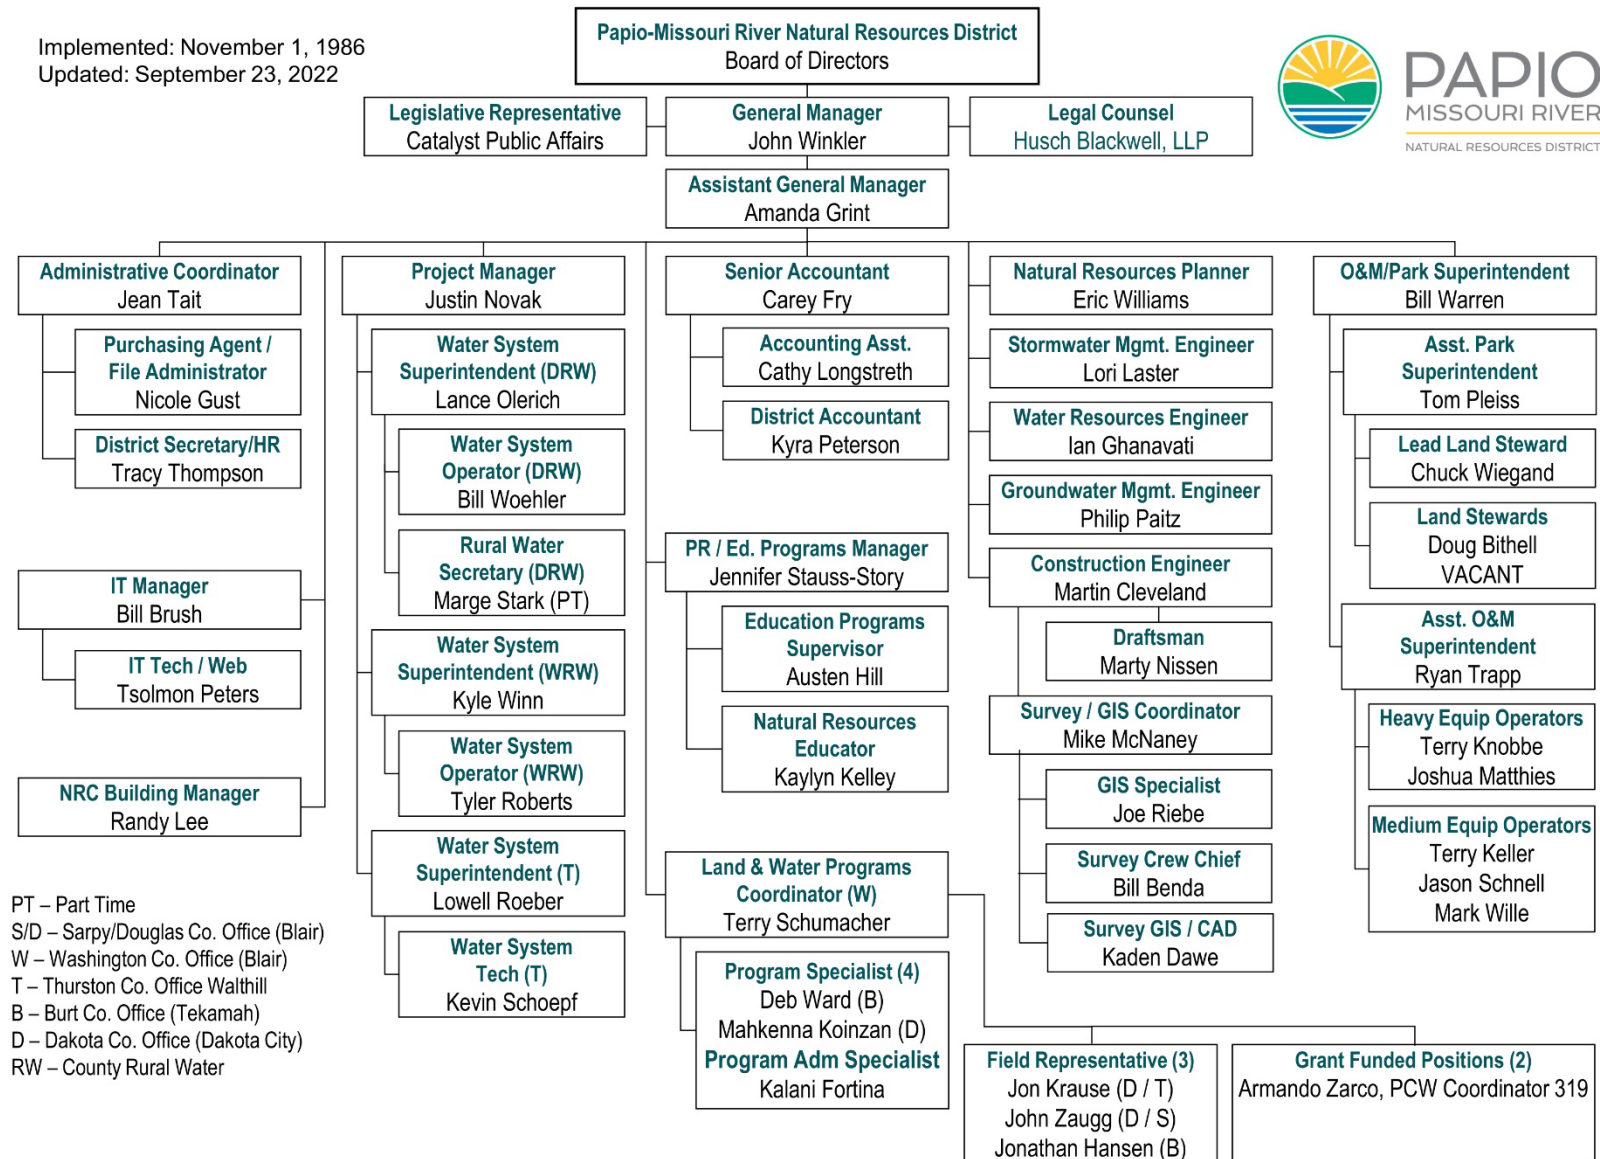 Implemented: November 1, 1986
Updated: September 23, 2022
Papio-Missouri River Natural Resources District
Board of Directors
PAPIO
MISSOURI RIVER
NATURAL RESOURCES DISTRICT
Legislative Representative
Catalyst Public Affairs
General Manager
John Winkler
Legal Counsel
Husch Blackwell, LLP
Assistant General Manager
Amanda Grint
Administrative Coordinator
Jean Tait
Purchasing Agent /
File Administrator
Nicole Gust
District Secretary/HR
Tracy Thompson
IT Manager
Bill Brush
IT Tech / Web
Tsolmon Peters
NRC Building Manager
Randy Lee
Project Manager
Justin Novak
Water System
Superintendent (DRW)
Lance Olerich
Water System
Operator (DRW)
Bill Woehler
Rural Water
Secretary (DRW)
Marge Stark (PT)
Water System
Superintendent (WRW)
Kyle Winn
Water System
Operator (WRW)
Tyler Roberts
Water System
Superintendent (T)
Lowell Roeber
Water System
Tech (T)
Kevin Schoepf
Senior Accountant
Carey Fry
Accounting Asst.
Cathy Longstreth
District Accountant
Kyra Peterson
PR / Ed. Programs Manager
Jennifer Stauss-Story
Education Programs
Supervisor
Austen Hill
Natural Resources
Educator
Kaylyn Kelley
Land & Water Programs
Coordinator (W)
Terry Schumacher
Program Specialist (4)
Deb Ward (B)
Mahkenna Koinzan (D)
Program Adm Specialist
Kalani Fortina
Natural Resources Planner
Eric Williams
Stormwater Mgmt. Engineer
Lori Laster
Water Resources Engineer
Ian Ghanavati
Groundwater Mgmt. Engineer
Philip Paitz
Construction Engineer
Martin Cleveland
Draftsman
Marty Nissen
Survey / GIS Coordinator
Mike McNaney
GIS Specialist
Joe Riebe
Survey Crew Chief
Bill Benda
Survey GIS / CAD
Kaden Dawe
Field Representative (3)
Jon Krause (D / T)
John Zaugg (D / S)
Jonathan Hansen (B)
Grant Funded Positions (2)
Armando Zarco, PCW Coordinator 319
O&M/Park Superintendent
Bill Warren
Asst. Park
Superintendent
Tom Pleiss
Lead Land Steward
Chuck Wiegand
Land Stewards
Doug Bithell
VACANT
Asst. O&M
Superintendent
Ryan Trapp
Heavy Equip Operators
Terry Knobbe
Joshua Matthies
Medium Equip Operators
Terry Keller
Jason Schnell
Mark Wille
PT – Part Time
S/D – Sarpy/Douglas Co. Office (Blair)
W – Washington Co. Office (Blair)
T – Thurston Co. Office Walthill
B – Burt Co. Office (Tekamah)
D – Dakota Co. Office (Dakota City)
RW – County Rural Water